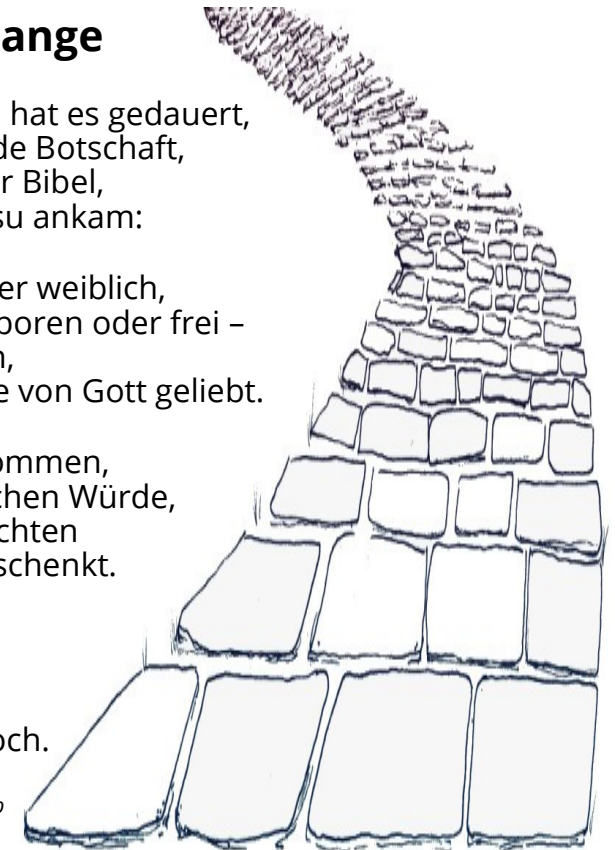 ange
hat es gedauert,
de Botschaft,
r Bibel,
su ankam:
er weiblich,
boren oder frei –
n,
e von Gott geliebt.
ommen,
chen Würde,
chten
schenkt.
och.